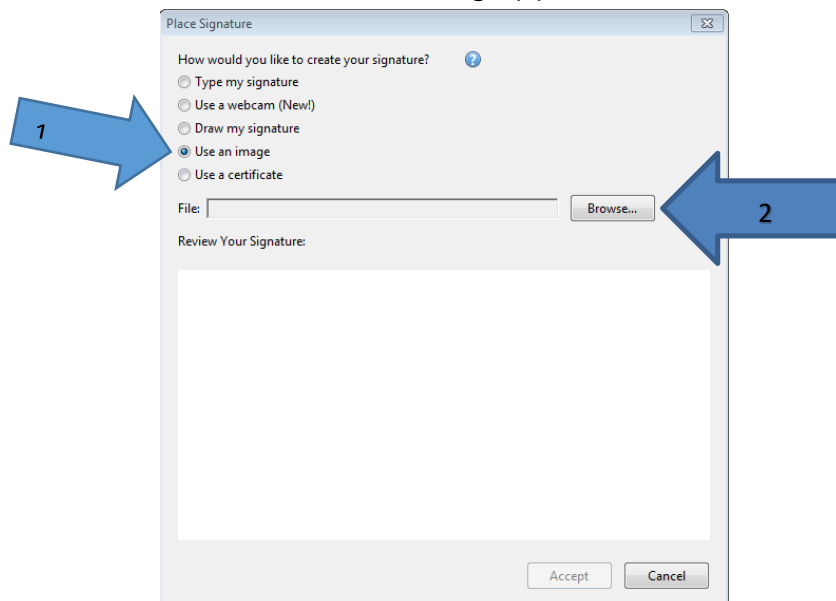 Place Signature
How would you like to create your signature?
Type my signature
Use a webcam (New!)
Draw my signature
1
Use an image
Use a certificate
File:
Browse...
2
Review Your Signature:
Accept
Cancel